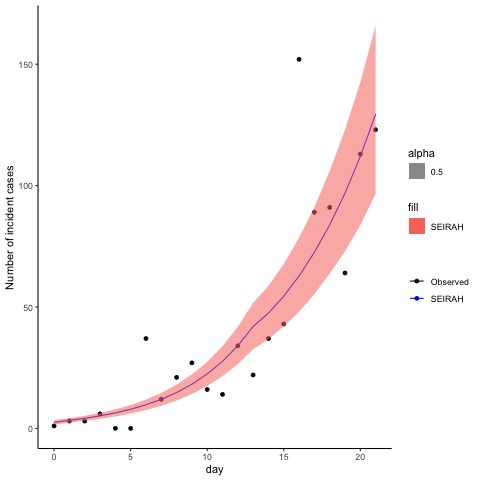 Number of incident cases
150
100
50
0
0
5
10
15
20
day
alpha
0.5
fill
SEIRAH
Observed
SEIRAH